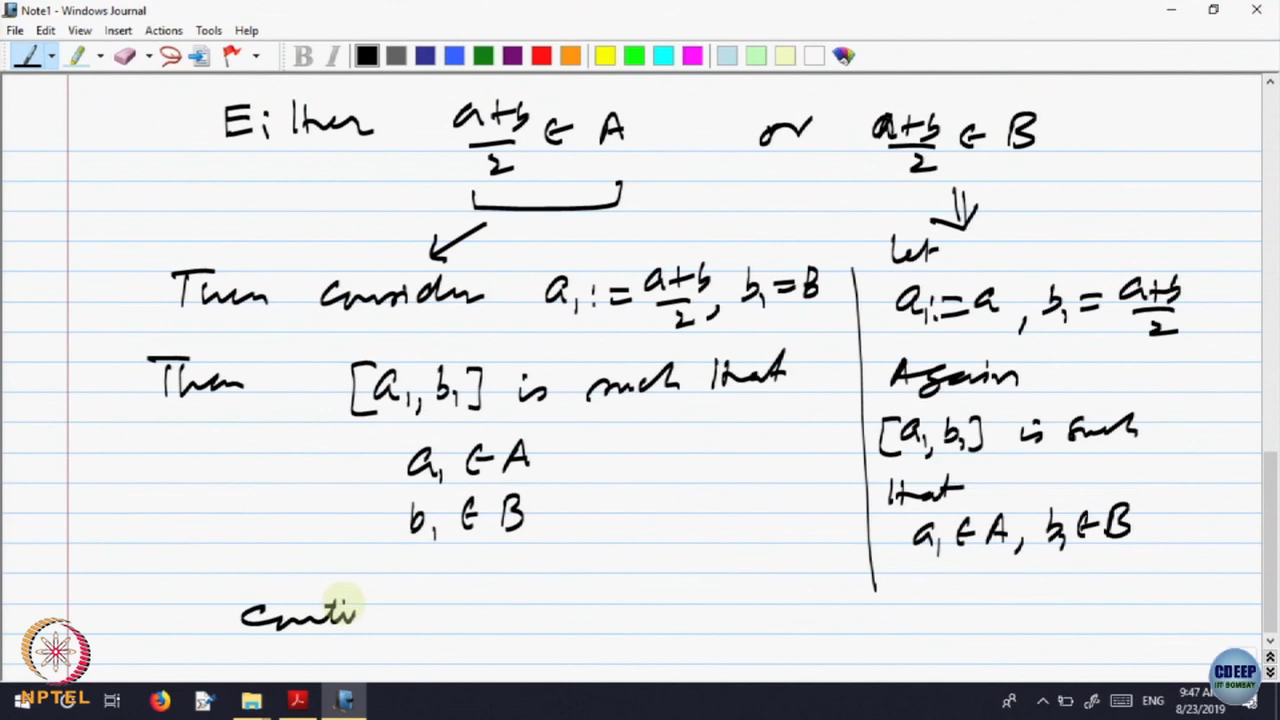 Note1 - Windows Journal
File Edit View Insert Actions Tools Help
B I
Either a+b/2 ∈ A or a+b/2 ∈ B
let
Then consider a₁ := a+b/2, b₁ = B
a₁ := a, b₁ = a+b/2
Then [a₁, b₁] is such that
a₁ ∈ A
b₁ ∈ B
Again
[a₁, b₁] is such
that
a₁ ∈ A, b₁ ∈ B
Conti
NPTEL
CDEEP
IIT BOMBAY
ENG
9:47 A
8/23/2019